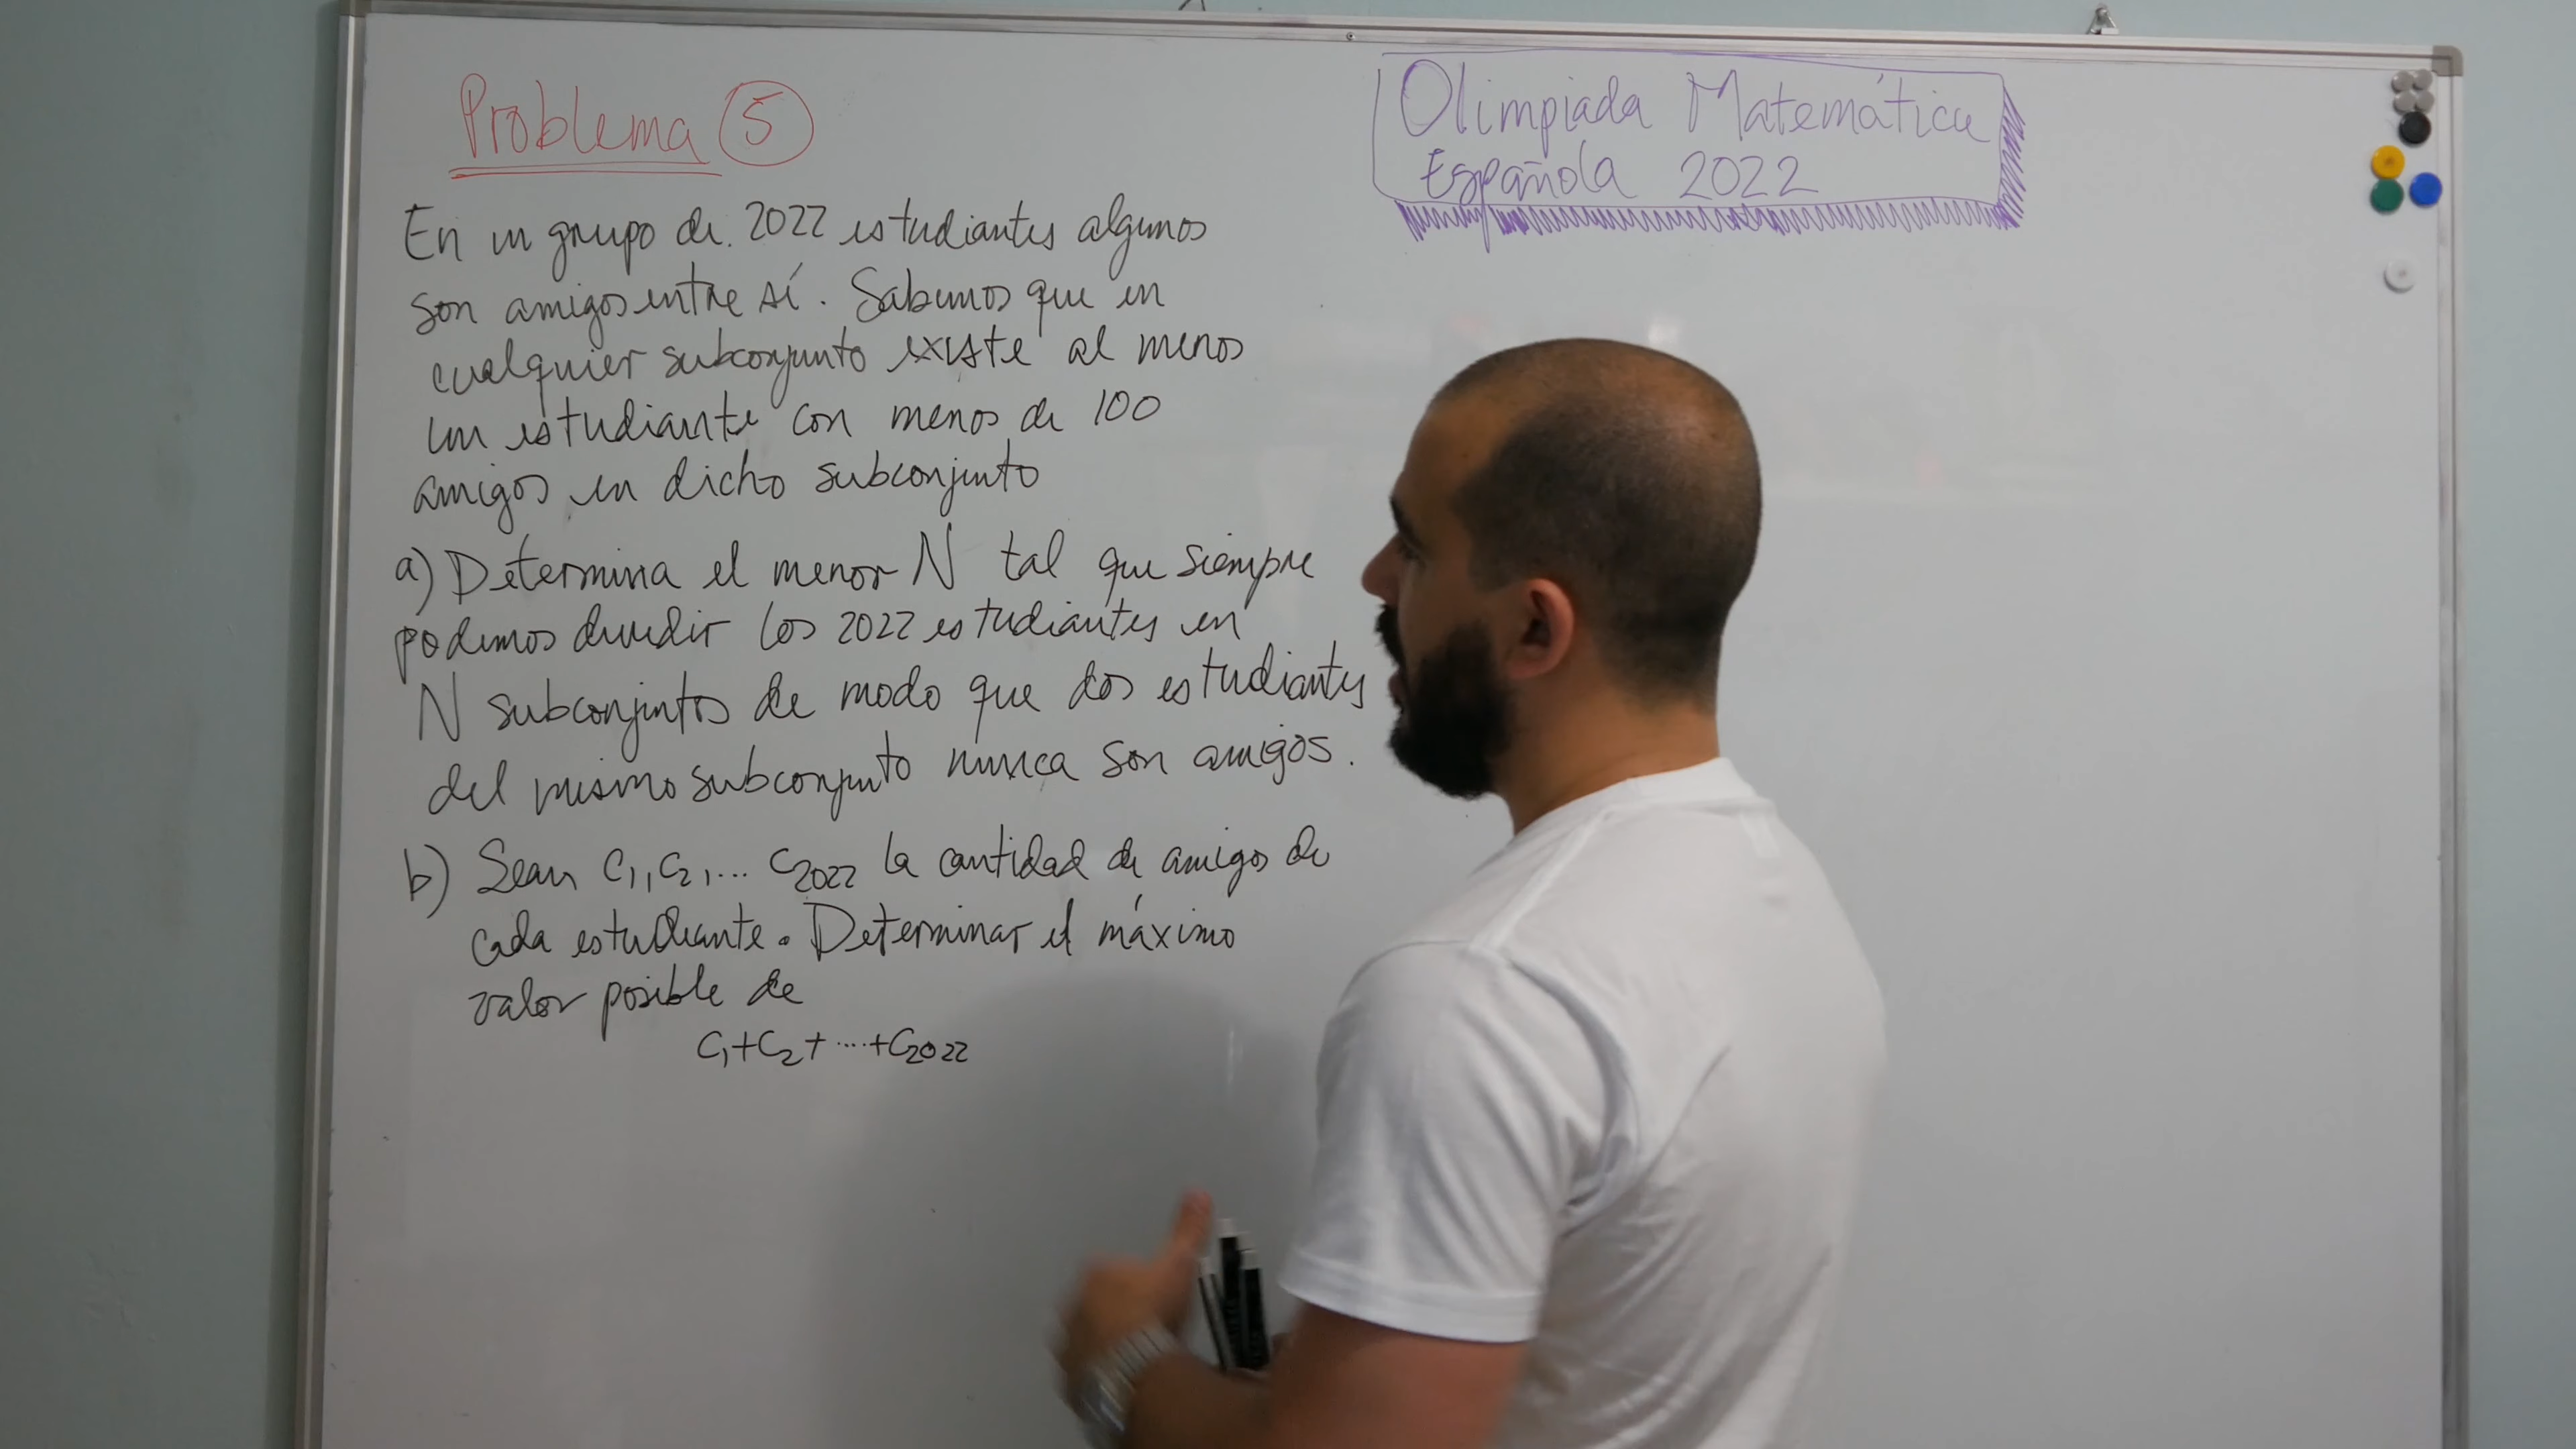 Problema 5
Olimpiada Matemática
Española 2022
En un grupo de 2022 estudiantes algunos
son amigos entre sí. Sabemos que en
cualquier subconjunto existe al menos
un estudiante con menos de 100
amigos en dicho subconjunto
a) Determina el menor N tal que siempre
podemos dividir los 2022 estudiantes en
N subconjuntos de modo que dos estudiantes
del mismo subconjunto nunca son amigos.
b) Sean C1, C2, ... C2022 la cantidad de amigos de
cada estudiante. Determinar el máximo
valor posible de
C1+C2+....+C2022